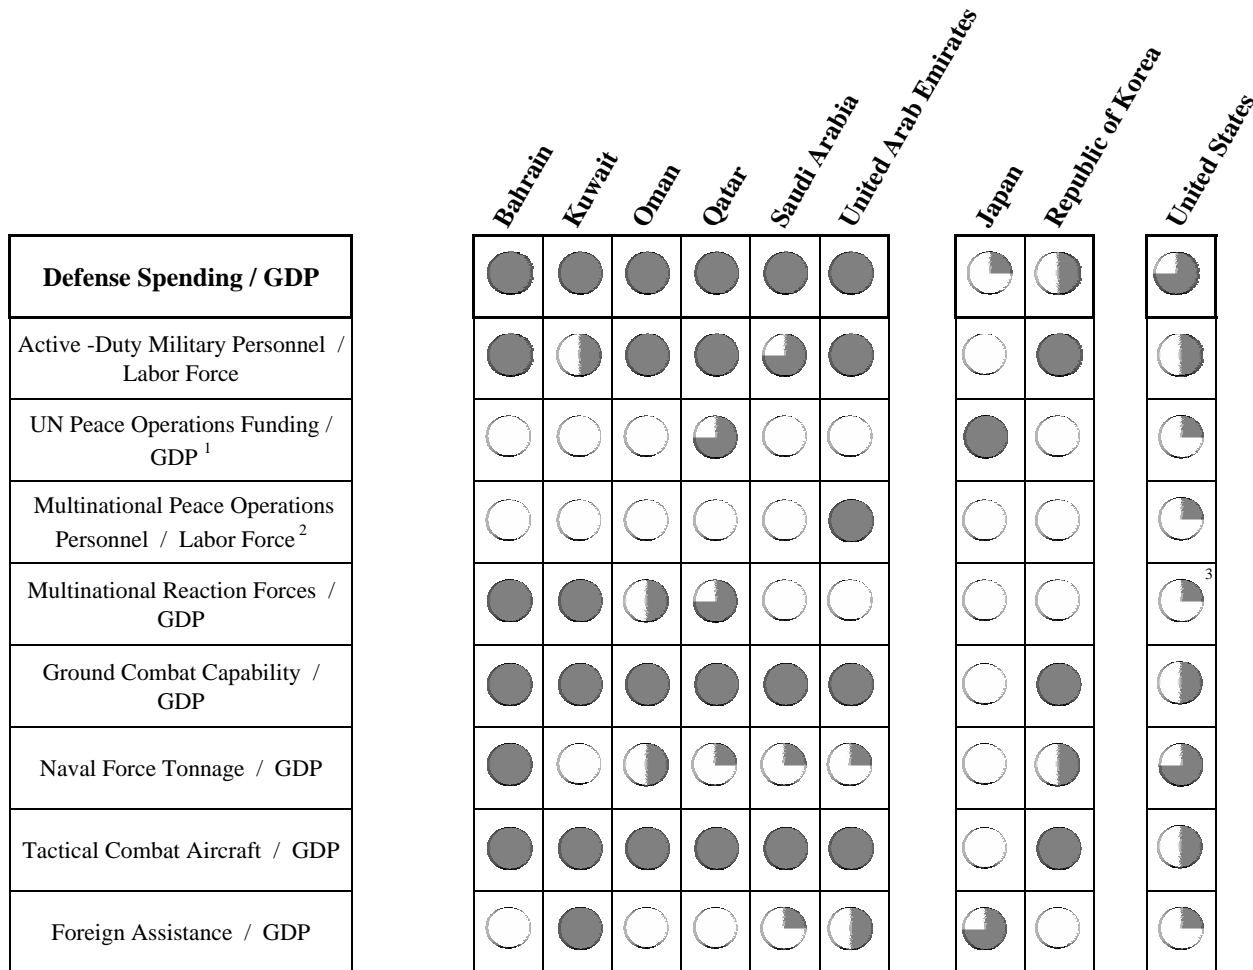 Bahrain
Kuwait
Oman
Qatar
Saudi Arabia
United Arab Emirates
Japan
Republic of Korea
United States
Defense Spending / GDP
Active -Duty Military Personnel /
Labor Force
UN Peace Operations Funding /
GDP 1
Multinational Peace Operations
Personnel / Labor Force 2
Multinational Reaction Forces /
GDP
3
Ground Combat Capability /
GDP
Naval Force Tonnage / GDP
Tactical Combat Aircraft / GDP
Foreign Assistance / GDP